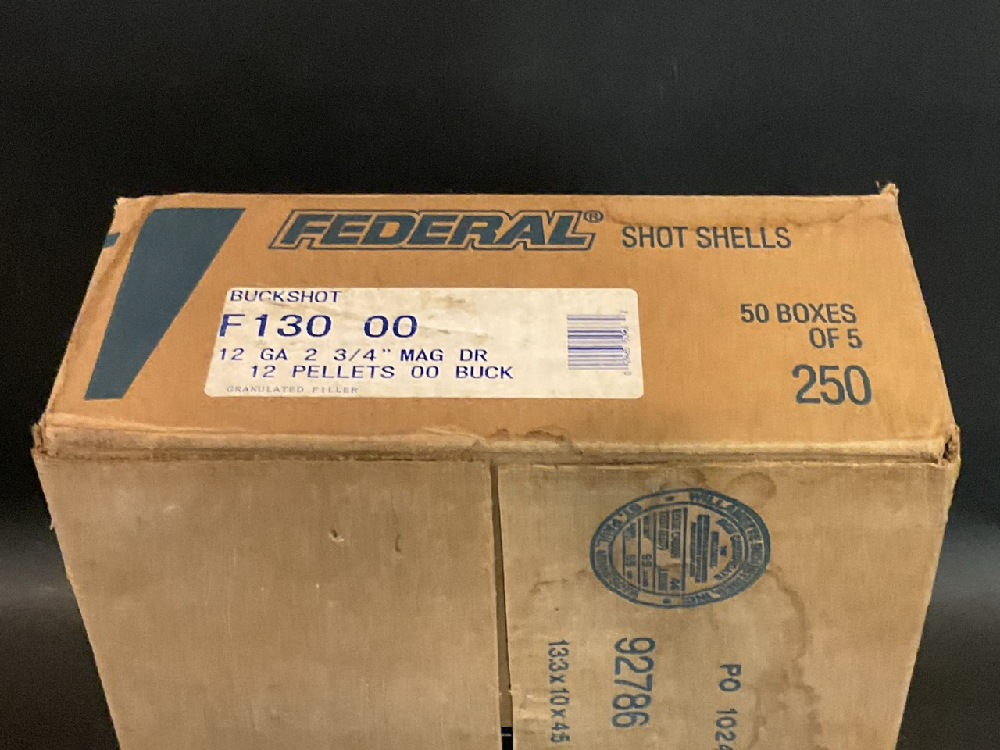 FEDERAL® SHOT SHELLS
BUCKSHOT
F130 00
12 GA 2 3/4" MAG DR
12 PELLETS 00 BUCK
GRANULATED FILLER
50 BOXES
OF 5
250
92786
PO 1024